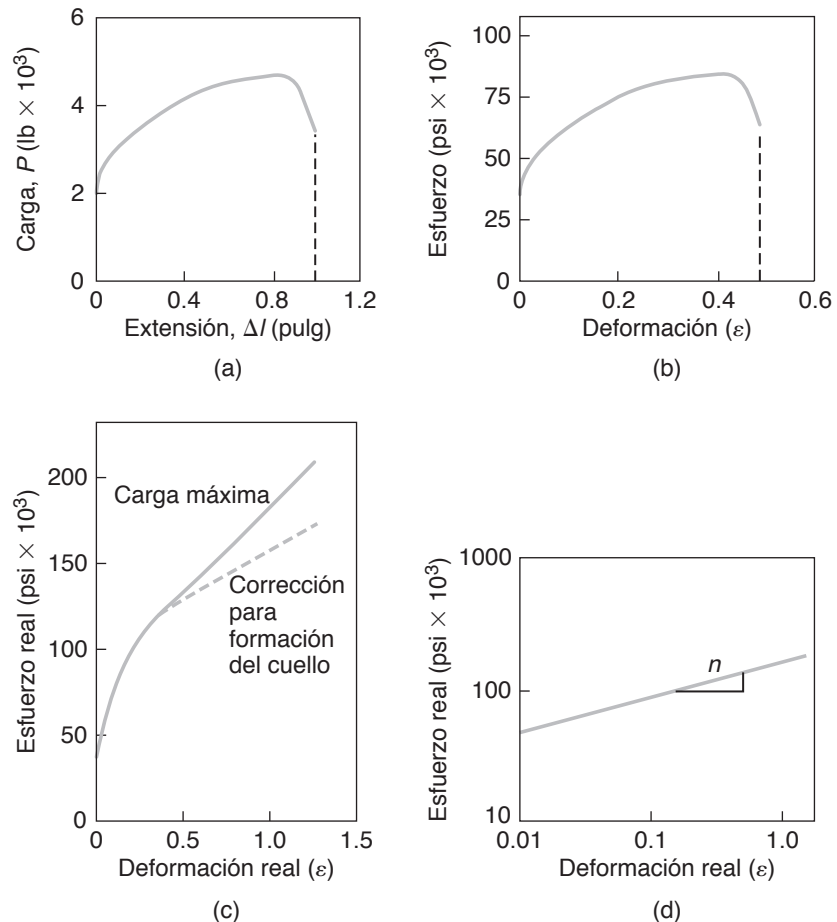 6
4
2
0
Carga, P (lb × 10³)
0
0.4
0.8
1.2
Extensión, Δl (pulg)
(a)
100
75
50
25
0
Esfuerzo (psi × 10³)
0
0.2
0.4
0.6
Deformación (ε)
(b)
200
150
100
50
0
Esfuerzo real (psi × 10³)
Carga máxima
Corrección
para
formación
del cuello
0
0.5
1.0
1.5
Deformación real (ε)
(c)
1000
100
10
Esfuerzo real (psi × 10³)
n
0.01
0.1
1.0
Deformación real (ε)
(d)